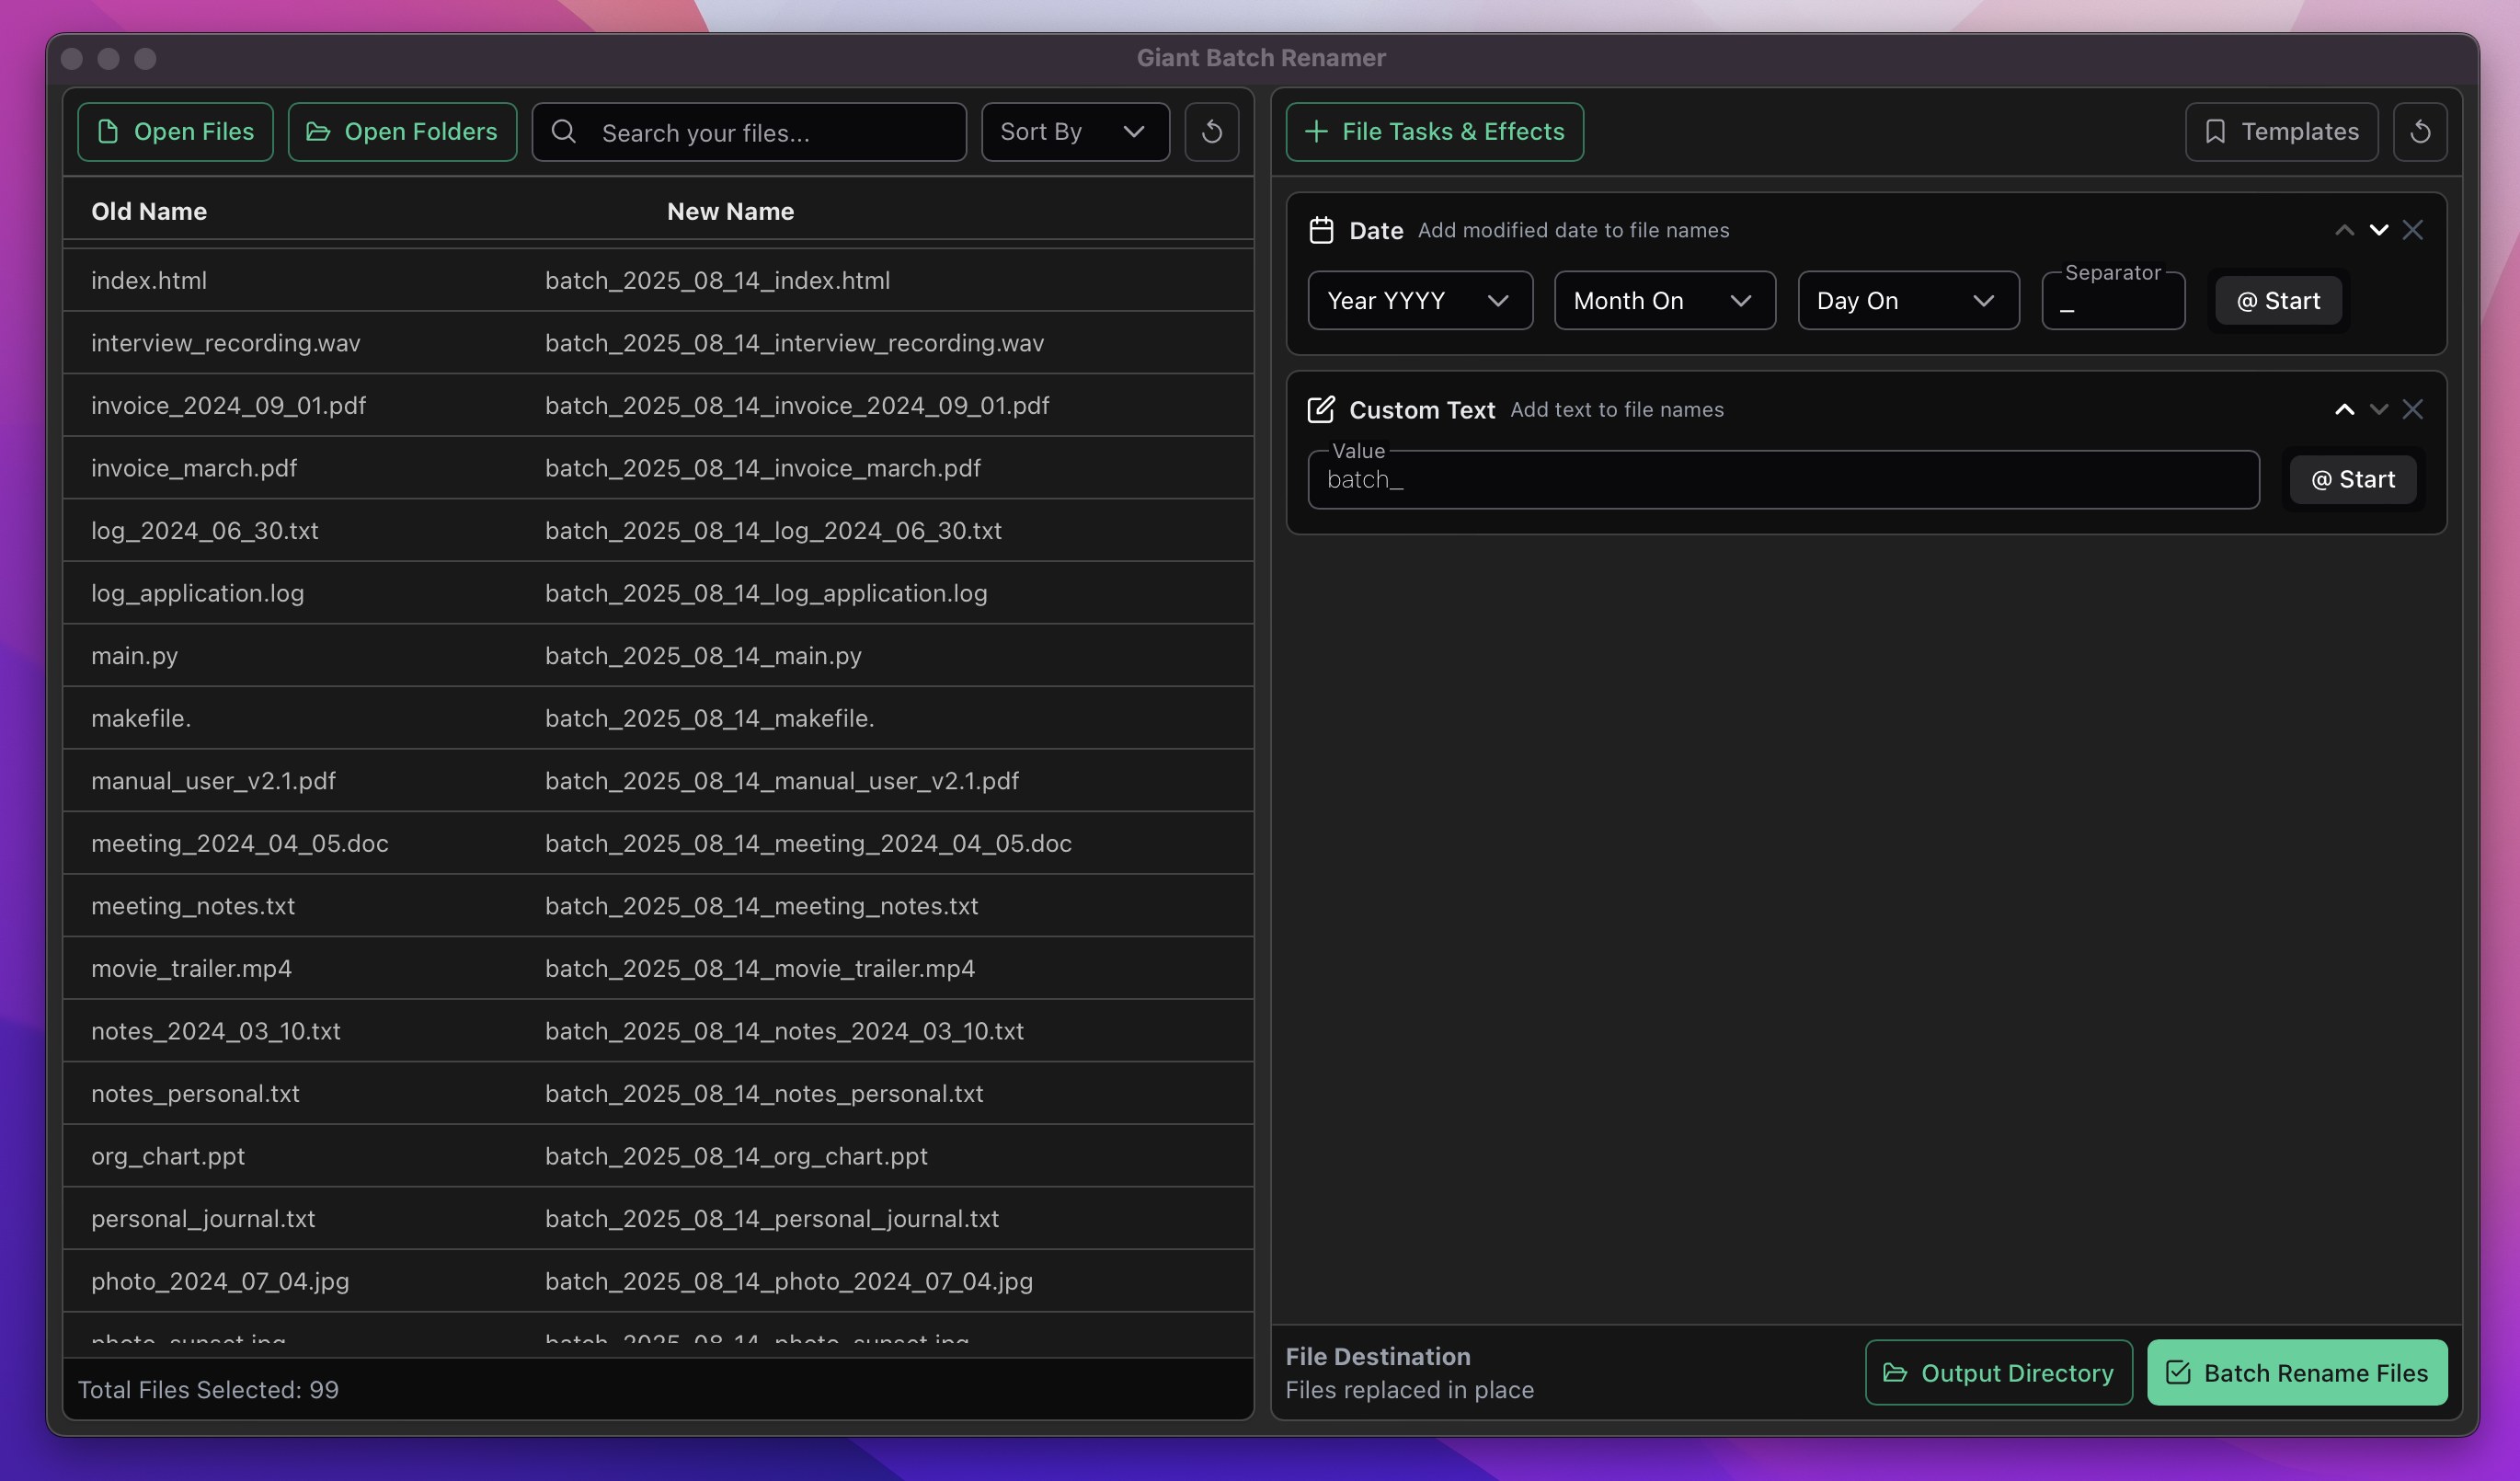 Giant Batch Renamer
Open Files
Open Folders
Search your files...
Sort By
Old Name New Name
index.html batch_2025_08_14_index.html
interview_recording.wav batch_2025_08_14_interview_recording.wav
invoice_2024_09_01.pdf batch_2025_08_14_invoice_2024_09_01.pdf
invoice_march.pdf batch_2025_08_14_invoice_march.pdf
log_2024_06_30.txt batch_2025_08_14_log_2024_06_30.txt
log_application.log batch_2025_08_14_log_application.log
main.py batch_2025_08_14_main.py
makefile. batch_2025_08_14_makefile.
manual_user_v2.1.pdf batch_2025_08_14_manual_user_v2.1.pdf
meeting_2024_04_05.doc batch_2025_08_14_meeting_2024_04_05.doc
meeting_notes.txt batch_2025_08_14_meeting_notes.txt
movie_trailer.mp4 batch_2025_08_14_movie_trailer.mp4
notes_2024_03_10.txt batch_2025_08_14_notes_2024_03_10.txt
notes_personal.txt batch_2025_08_14_notes_personal.txt
org_chart.ppt batch_2025_08_14_org_chart.ppt
personal_journal.txt batch_2025_08_14_personal_journal.txt
photo_2024_07_04.jpg batch_2025_08_14_photo_2024_07_04.jpg
photo_sunset.jpg batch_2025_08_14_photo_sunset.jpg
Total Files Selected: 99
File Tasks & Effects
Templates
Date Add modified date to file names
Year YYYY
Month On
Day On
Separator
_
@ Start
Custom Text Add text to file names
Value
batch_
@ Start
File Destination
Files replaced in place
Output Directory
Batch Rename Files